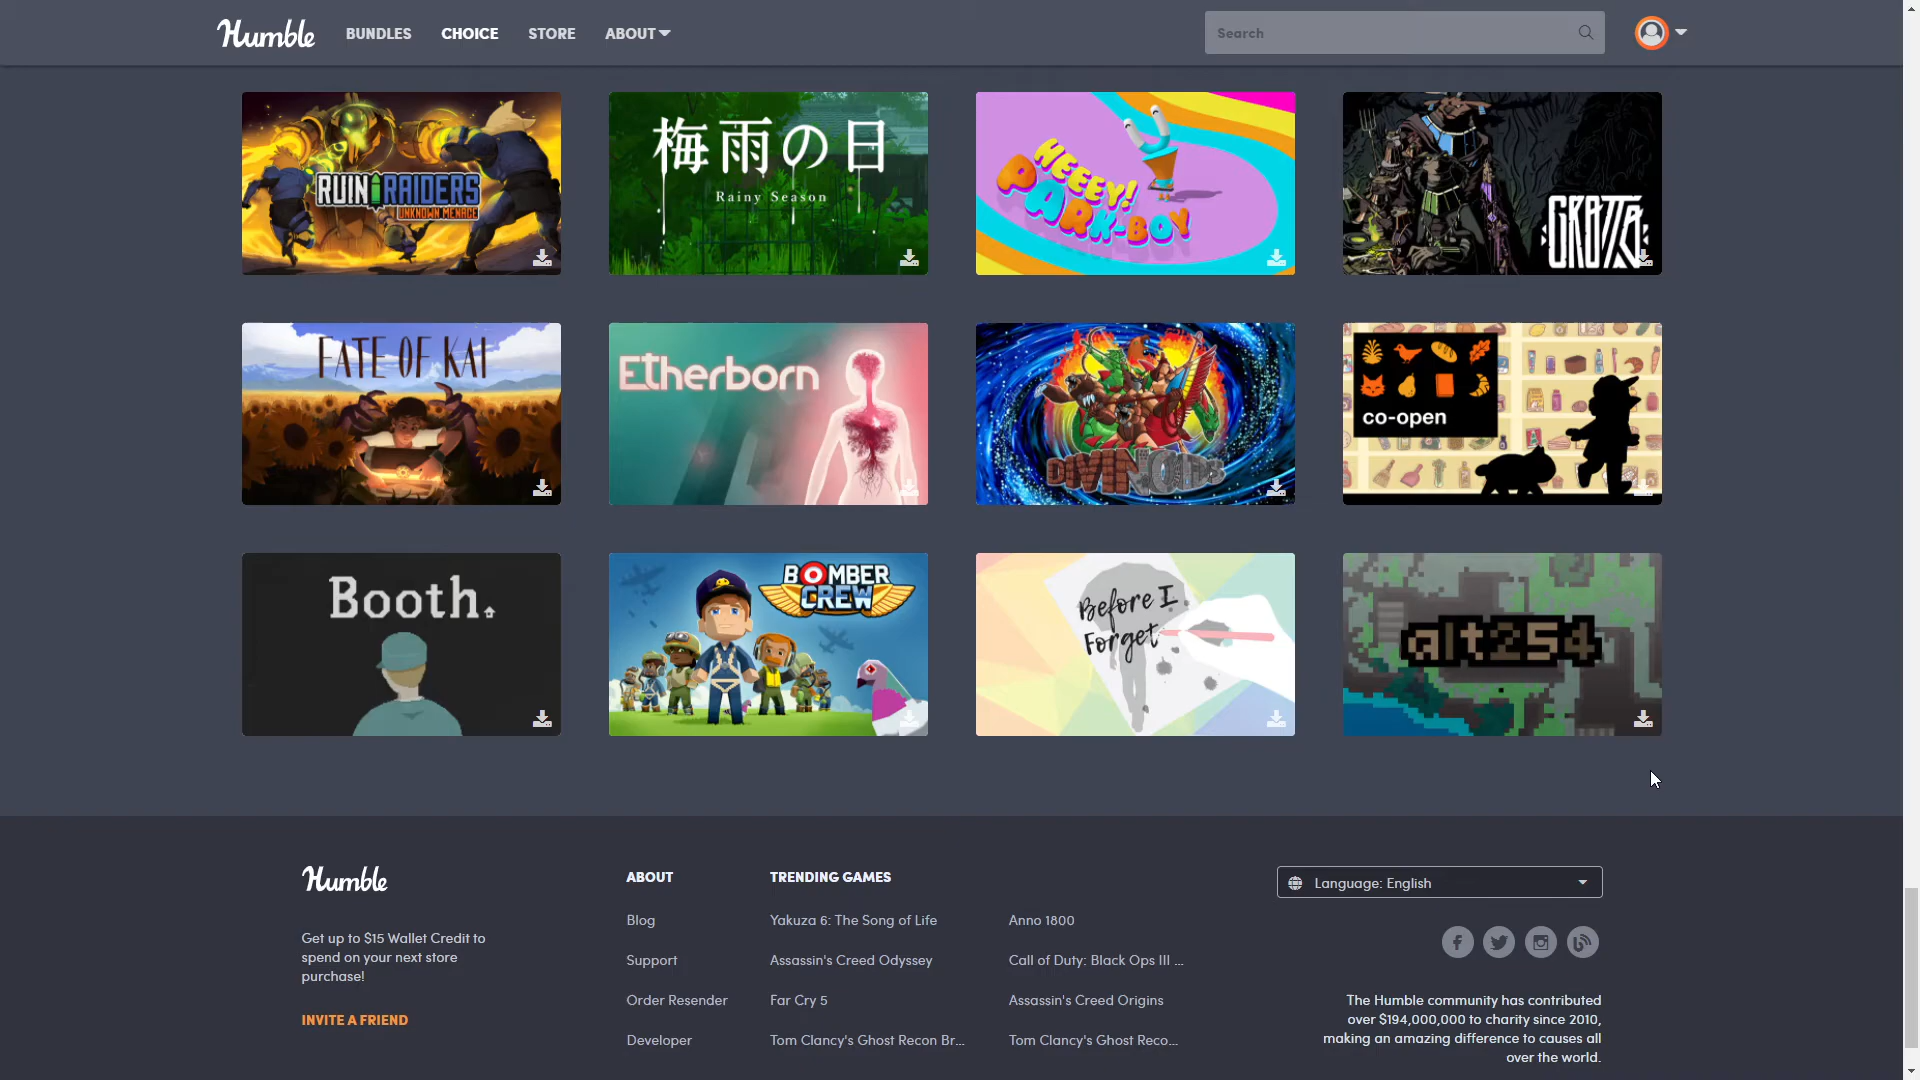 Humble BUNDLES CHOICE STORE ABOUT Search
RUIN RAIDERS
UNKNOWN MENACE
梅雨の日
Rainy Season
HEEEY!
PARK-BOY
GROTTO
FATE OF KAI
Etherborn
DIVINOIDS
co-open
Booth.
BOMBER
CREW
Before I
Forget
alt254
Humble
Get up to $15 Wallet Credit to
spend on your next store
purchase!
INVITE A FRIEND
ABOUT
Blog
Support
Order Resender
Developer
TRENDING GAMES
Yakuza 6: The Song of Life
Assassin's Creed Odyssey
Far Cry 5
Tom Clancy's Ghost Recon Br...
Anno 1800
Call of Duty: Black Ops III ...
Assassin's Creed Origins
Tom Clancy's Ghost Reco...
Language: English
The Humble community has contributed
over $194,000,000 to charity since 2010,
making an amazing difference to causes all
over the world.